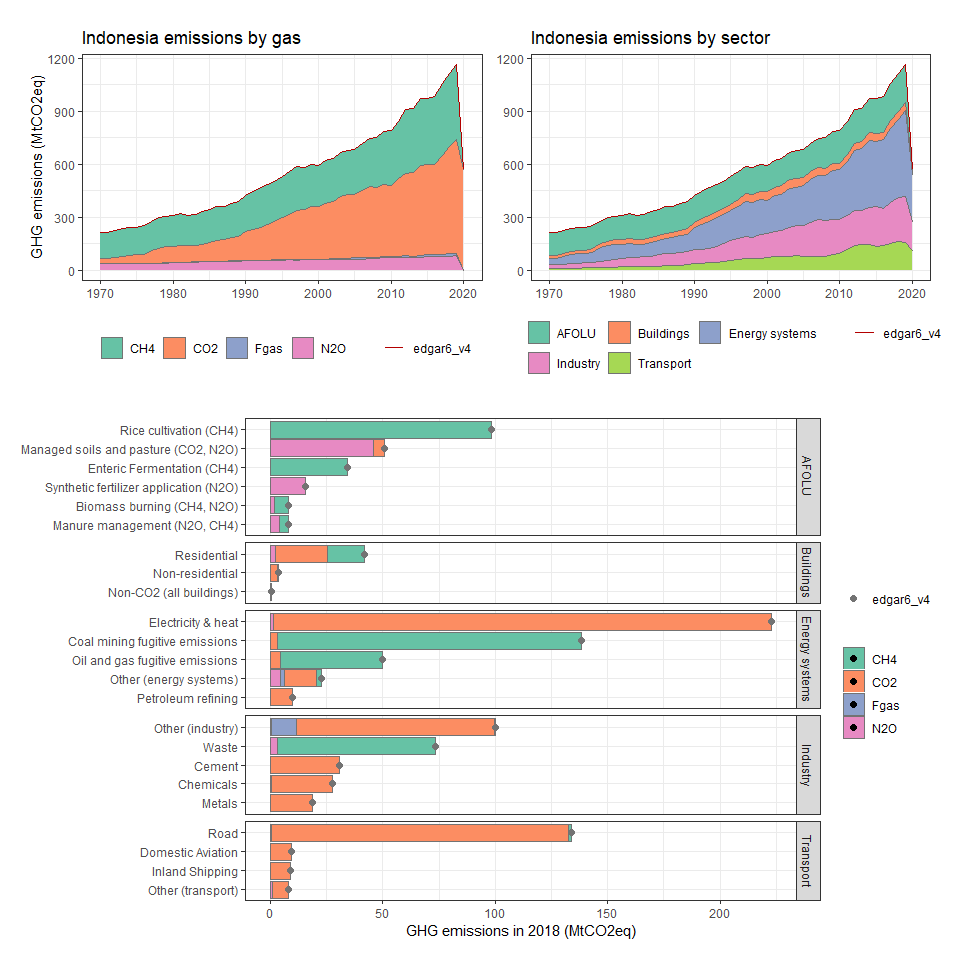 Indonesia emissions by gas
GHG emissions (MtCO2eq)
1200
900
600
300
0
1970 1980 1990 2000 2010 2020
CH4 CO2 Fgas N2O edgar6_v4
Indonesia emissions by sector
1200
900
600
300
0
1970 1980 1990 2000 2010 2020
AFOLU Buildings Energy systems edgar6_v4
Industry Transport
Rice cultivation (CH4)
Managed soils and pasture (CO2, N2O)
Enteric Fermentation (CH4)
Synthetic fertilizer application (N2O)
Biomass burning (CH4, N2O)
Manure management (N2O, CH4)
AFOLU
Residential
Non-residential
Non-CO2 (all buildings)
Buildings
Electricity & heat
Coal mining fugitive emissions
Oil and gas fugitive emissions
Other (energy systems)
Petroleum refining
Energy systems
Other (industry)
Waste
Cement
Chemicals
Metals
Industry
Road
Domestic Aviation
Inland Shipping
Other (transport)
Transport
0 50 100 150 200
GHG emissions in 2018 (MtCO2eq)
edgar6_v4
CH4
CO2
Fgas
N2O